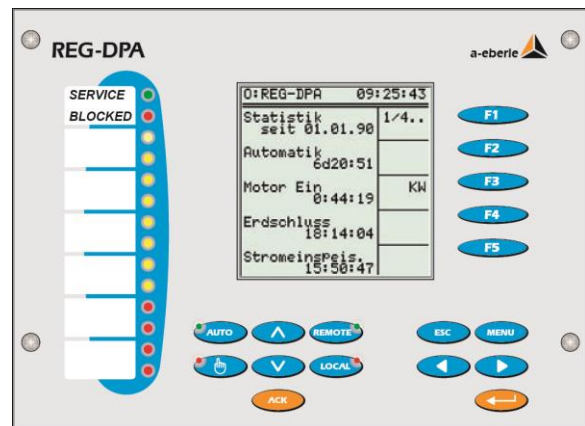 REG-DPA
a-eberle
SERVICE
BLOCKED
0:REG-DPA 09:25:43
Statistik 1/4..
seit 01.01.90
Automatik
6d20:51
Motor Ein KW
0:44:19
Erdschluss
18:14:04
Stromeinspeis.
15:50:47
F1
F2
F3
F4
F5
AUTO
REMOTE
ESC
MENU
LOCAL
ACK